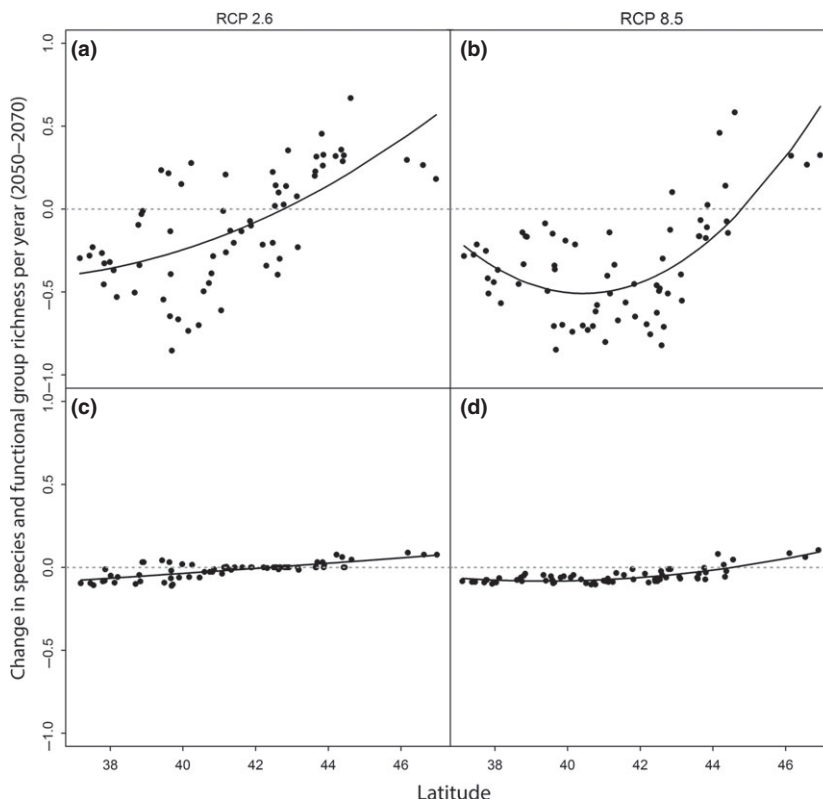 RCP 2.6
RCP 8.5
(a)
(b)
1.0
0.5
0.0
−0.5
−1.0
(c)
(d)
1.0
0.5
0.0
−0.5
−1.0
38 40 42 44 46
38 40 42 44 46
Latitude
Change in species and functional group richness per yerar (2050−2070)